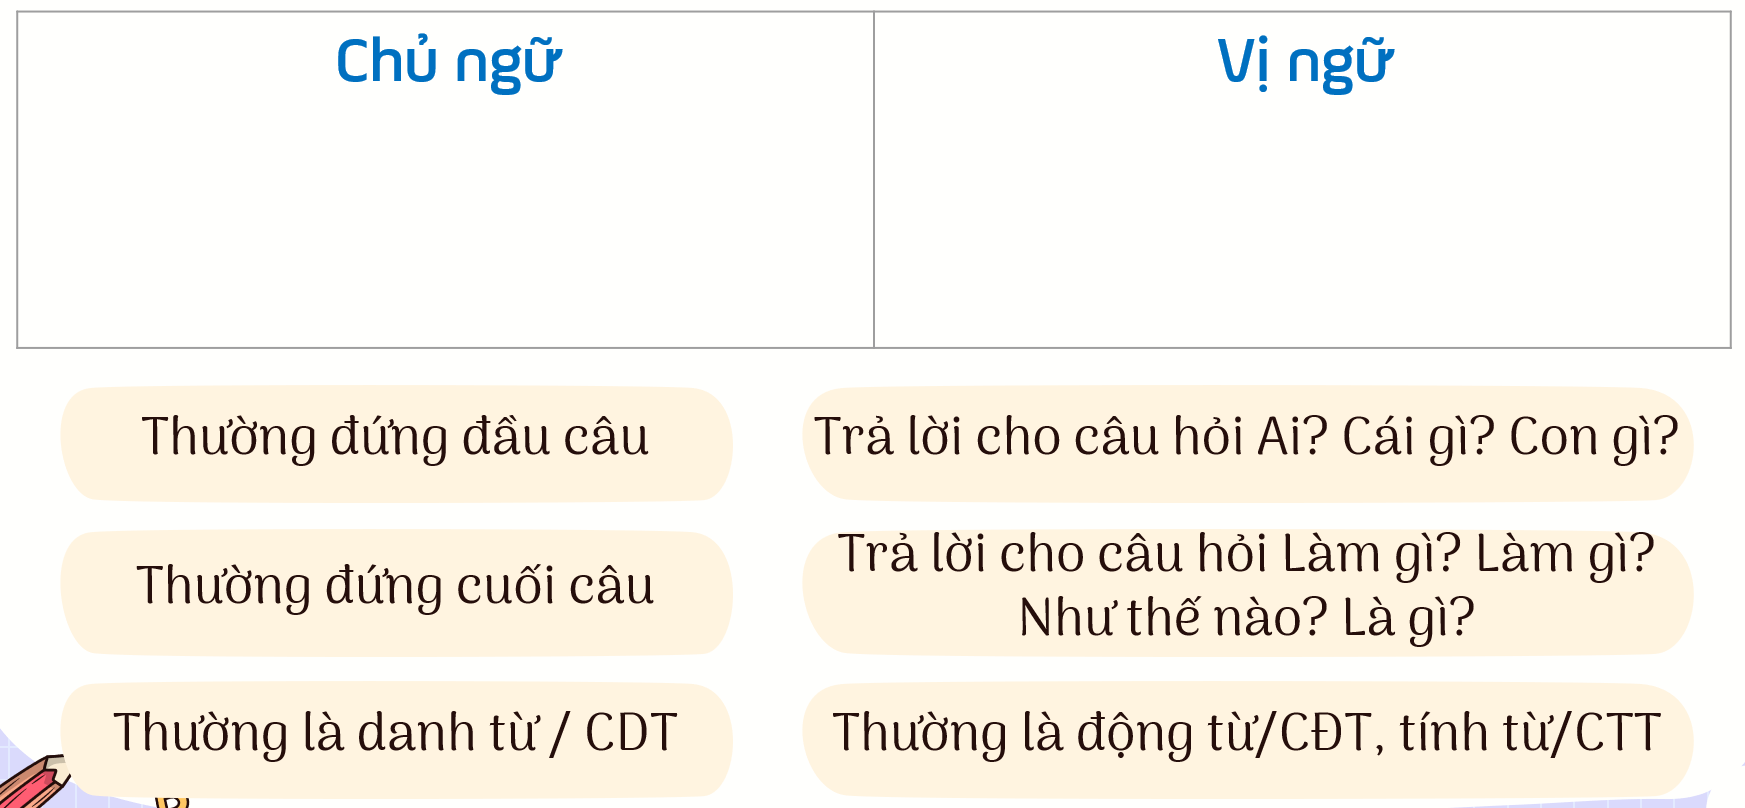 Chủ ngữ
Vị ngữ
Thường đứng đầu câu
Trả lời cho câu hỏi Ai? Cái gì? Con gì?
Thường đứng cuối câu
Trả lời cho câu hỏi Làm gì? Làm gì?
Như thế nào? Là gì?
Thường là danh từ / CDT
Thường là động từ/CĐT, tính từ/CTT